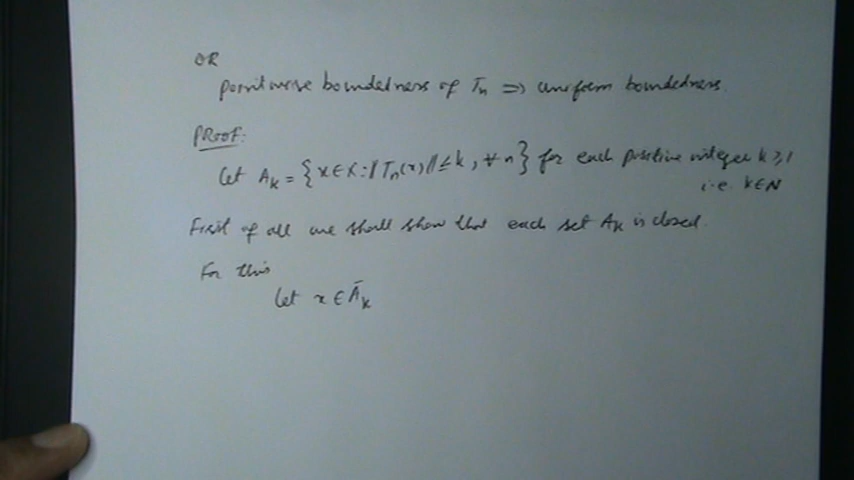 OR
pointwise boundedness of Tn => uniform boundedness.
PROOF:
Let Ak = {x∈X : ||Tn(x)|| ≤ k, ∀ n} for each positive integer k ≥ 1
i.e. k∈N
First of all we shall show that each set Ak is closed.
For this
Let x ∈ Āk